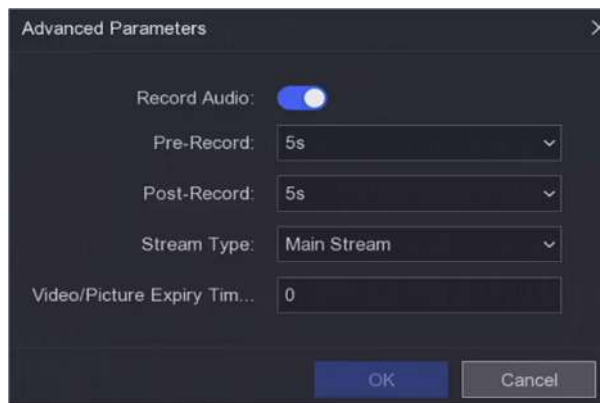 Advanced Parameters
Record Audio:
Pre-Record: 5s
Post-Record: 5s
Stream Type: Main Stream
Video/Picture Expiry Tim... 0
OK Cancel